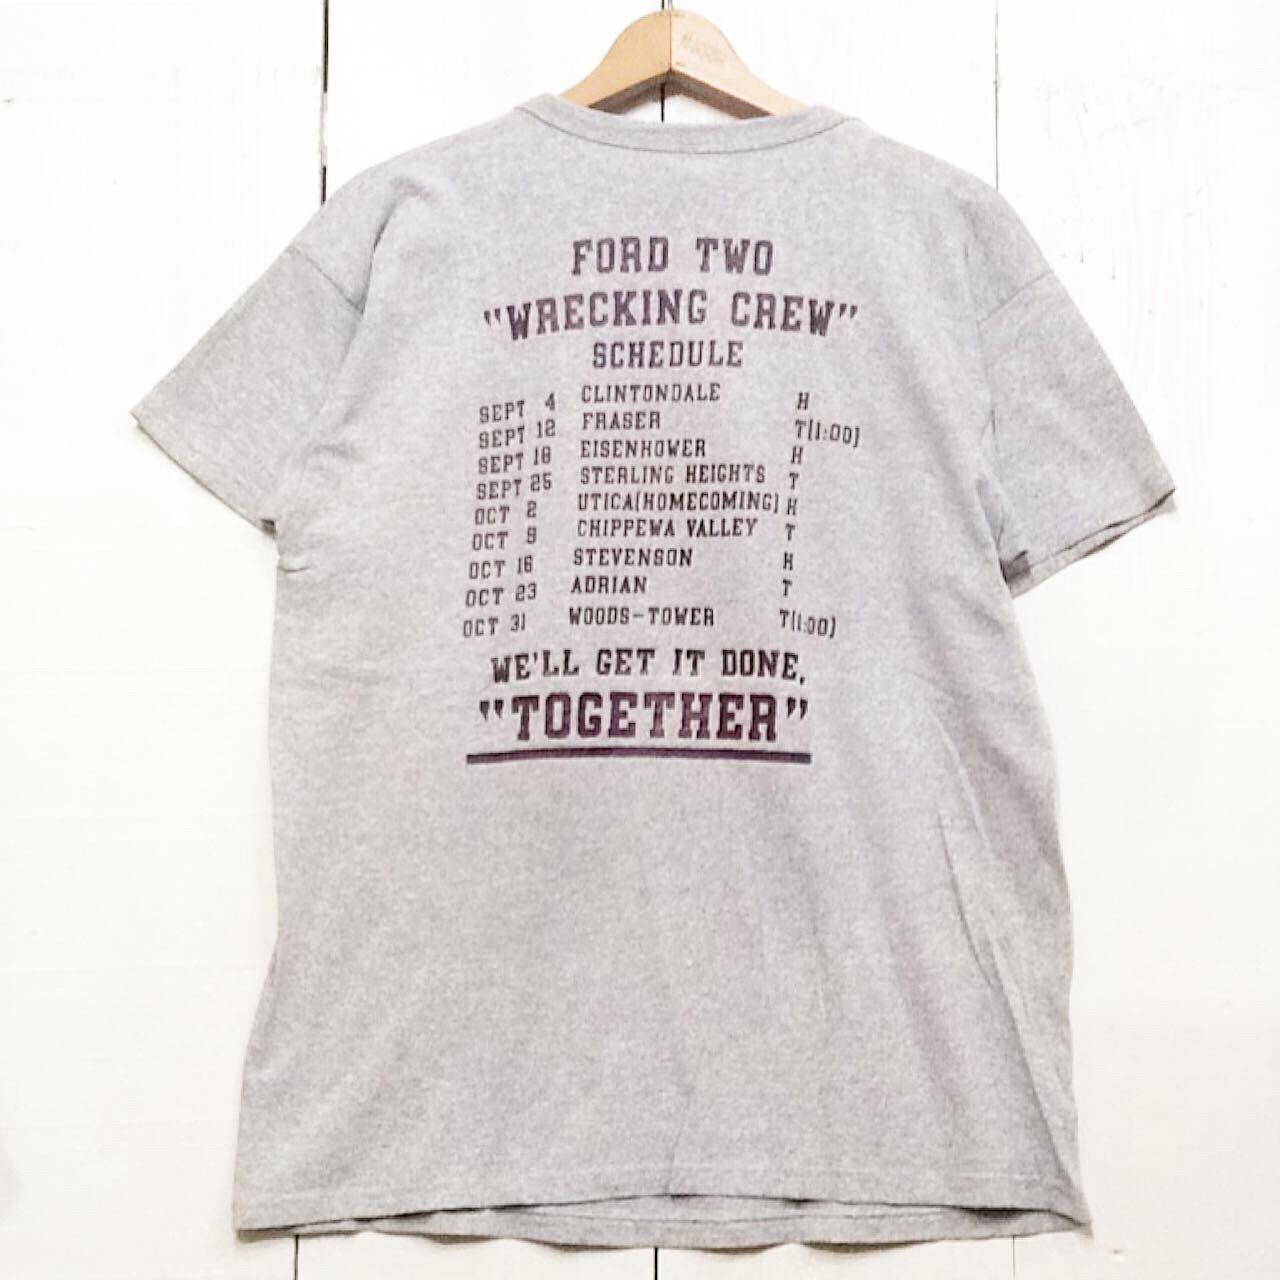 FORD TWO
"WRECKING CREW"
SCHEDULE
SEPT 4 CLINTONDALE H
SEPT 12 FRASER T(1:00)
SEPT 18 EISENHOWER H
SEPT 25 STERLING HEIGHTS T
OCT 2 UTICA(HOMECOMING) H
OCT 9 CHIPPEWA VALLEY T
OCT 16 STEVENSON H
OCT 23 ADRIAN T
OCT 31 WOODS-TOWER T(1:00)
WE'LL GET IT DONE,
"TOGETHER"